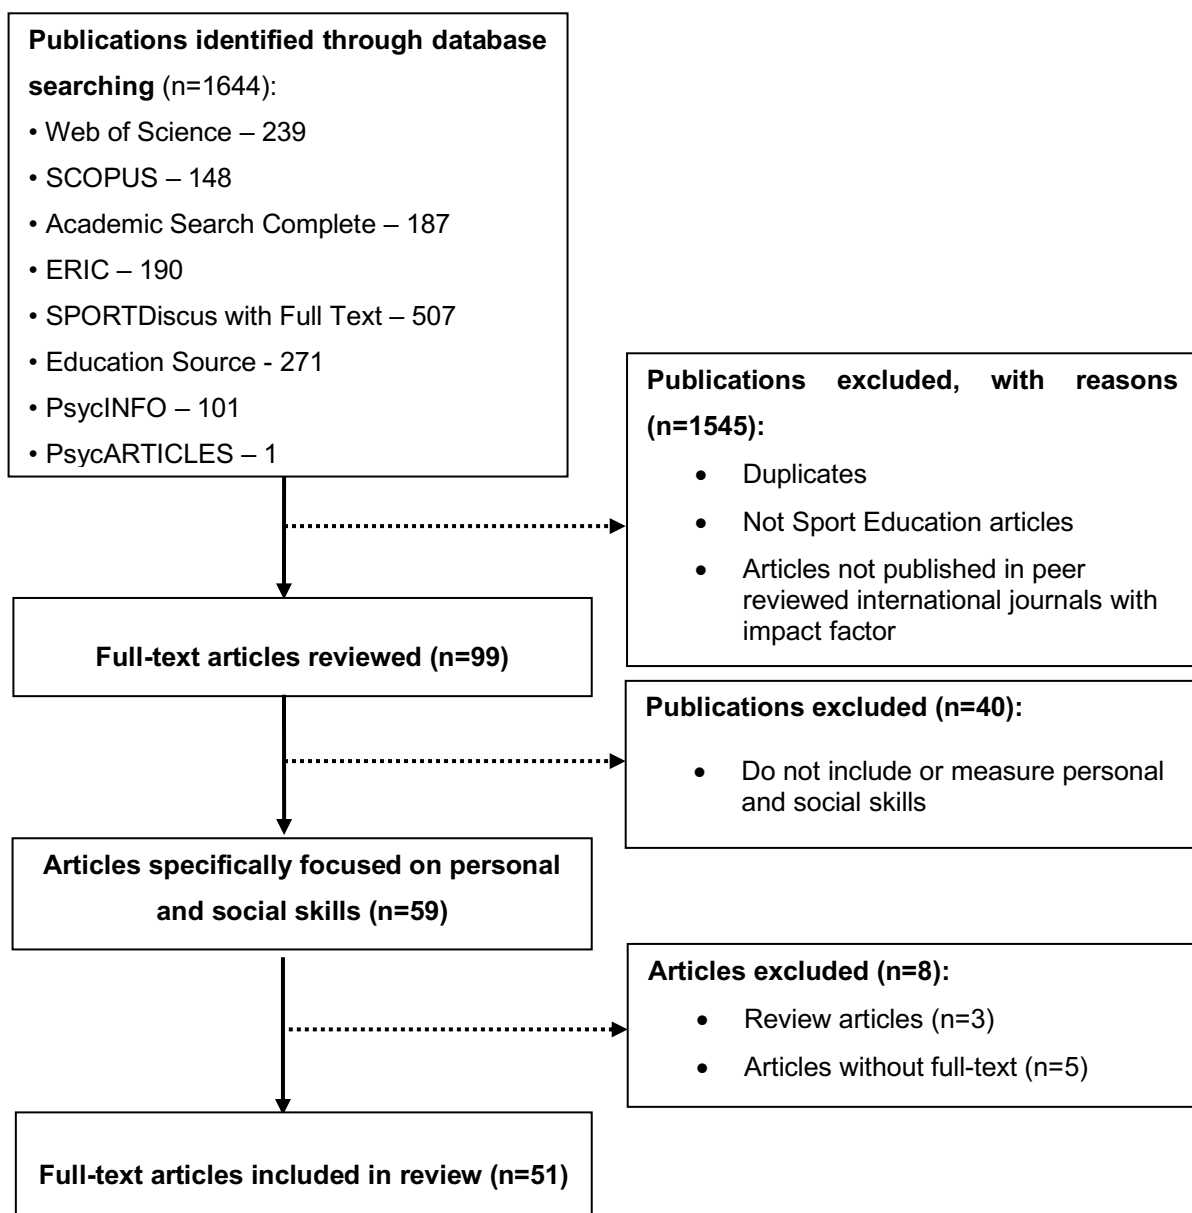 Publications identified through database
searching (n=1644):
• Web of Science – 239
• SCOPUS – 148
• Academic Search Complete – 187
• ERIC – 190
• SPORTDiscus with Full Text – 507
• Education Source - 271
• PsycINFO – 101
• PsycARTICLES – 1
Publications excluded, with reasons
(n=1545):
• Duplicates
• Not Sport Education articles
• Articles not published in peer
reviewed international journals with
impact factor
Full-text articles reviewed (n=99)
Publications excluded (n=40):
• Do not include or measure personal
and social skills
Articles specifically focused on personal
and social skills (n=59)
Articles excluded (n=8):
• Review articles (n=3)
• Articles without full-text (n=5)
Full-text articles included in review (n=51)